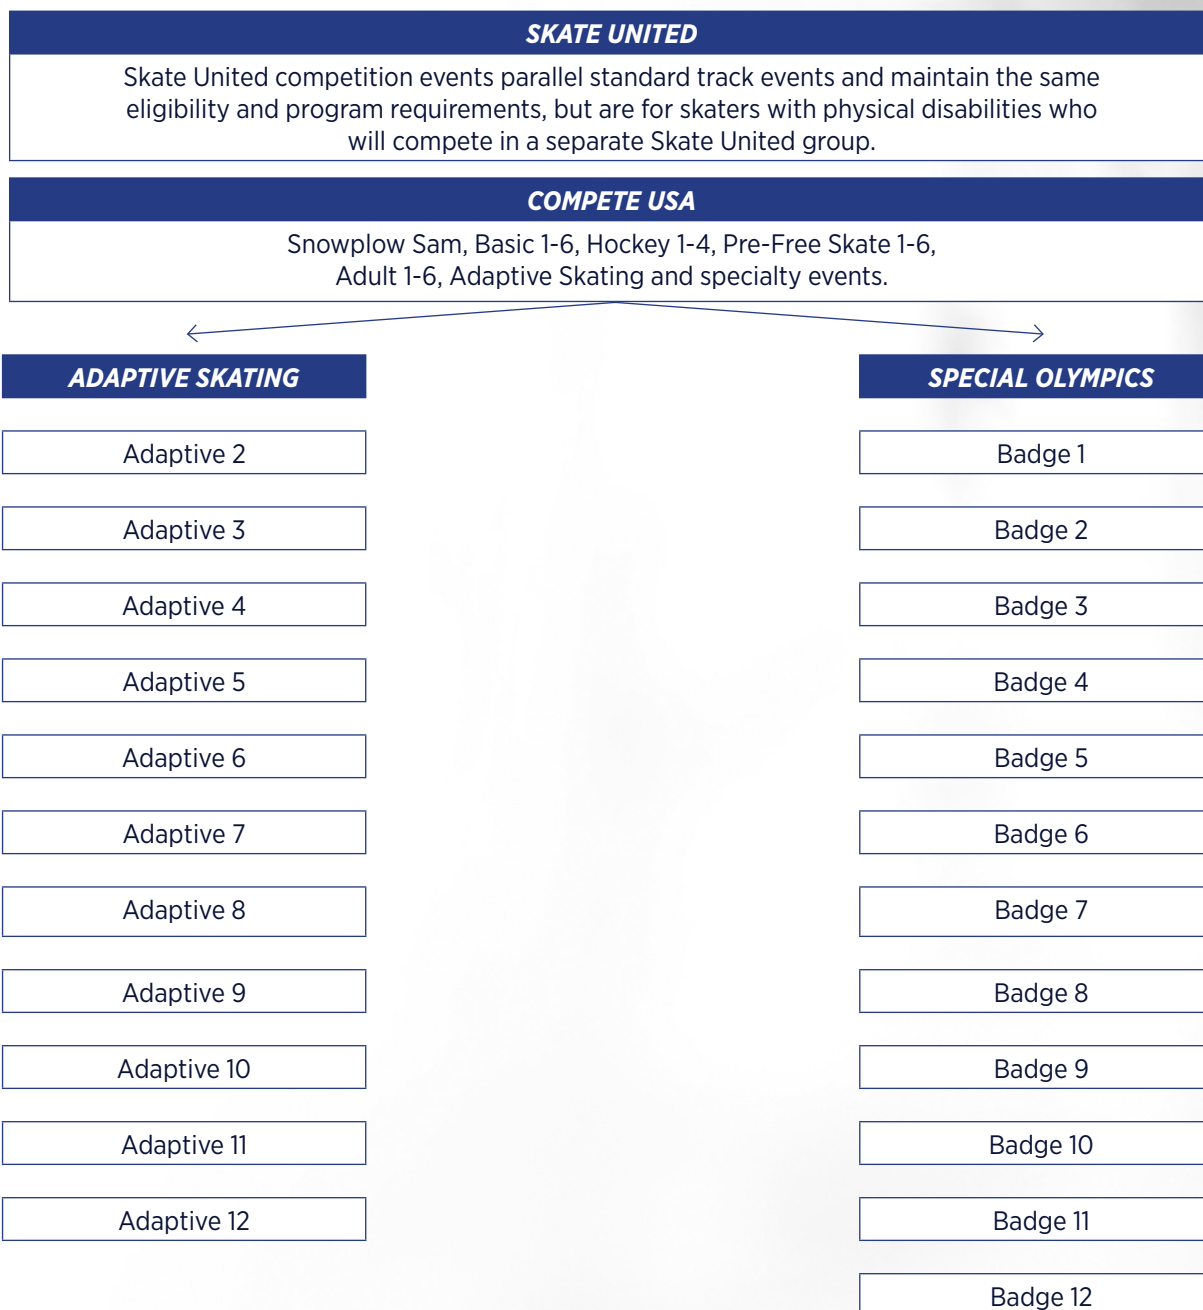 SKATE UNITED
Skate United competition events parallel standard track events and maintain the same
eligibility and program requirements, but are for skaters with physical disabilities who
will compete in a separate Skate United group.
COMPETE USA
Snowplow Sam, Basic 1-6, Hockey 1-4, Pre-Free Skate 1-6,
Adult 1-6, Adaptive Skating and specialty events.
ADAPTIVE SKATING
Adaptive 2
Adaptive 3
Adaptive 4
Adaptive 5
Adaptive 6
Adaptive 7
Adaptive 8
Adaptive 9
Adaptive 10
Adaptive 11
Adaptive 12
SPECIAL OLYMPICS
Badge 1
Badge 2
Badge 3
Badge 4
Badge 5
Badge 6
Badge 7
Badge 8
Badge 9
Badge 10
Badge 11
Badge 12